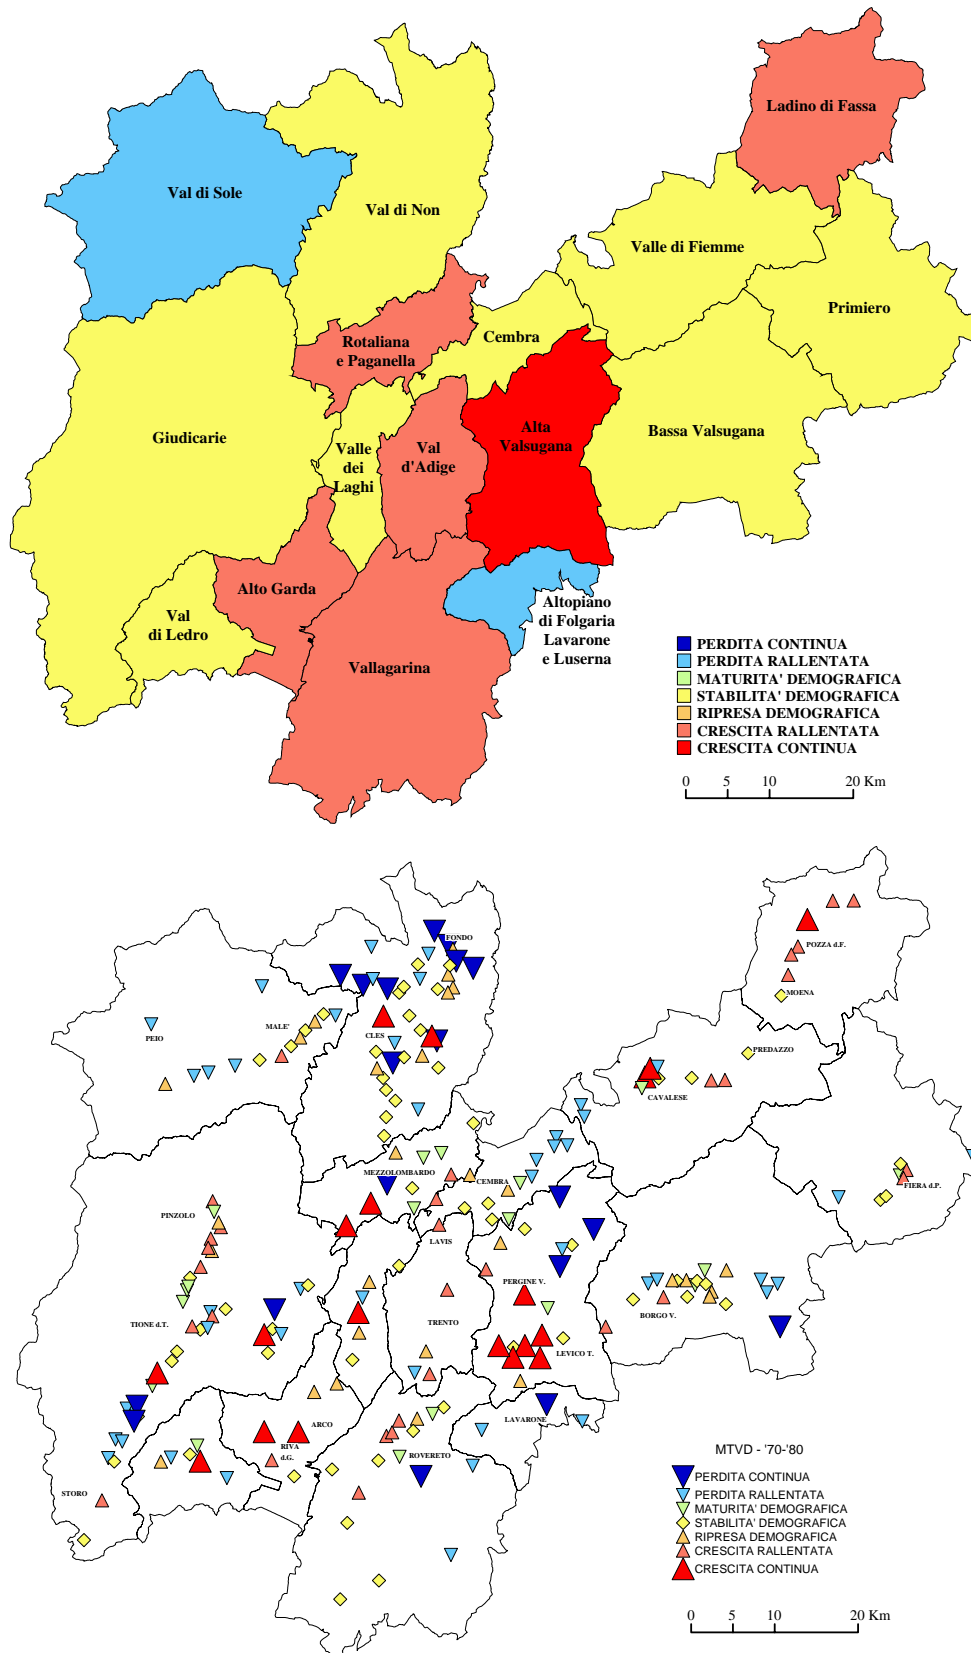 Ladino di Fassa
Val di Sole
Val di Non
Valle di Fiemme
Primiero
Rotaliana
e Paganella
Cembra
Giudicarie
Valle
dei
Laghi
Val
d'Adige
Alta
Valsugana
Bassa Valsugana
Alto Garda
Val
di Ledro
Vallagarina
Altopiano
di Folgaria
Lavarone
e Luserna
PERDITA CONTINUA
PERDITA RALLENTATA
MATURITA' DEMOGRAFICA
STABILITA' DEMOGRAFICA
RIPRESA DEMOGRAFICA
CRESCITA RALLENTATA
CRESCITA CONTINUA
0 5 10 20 Km
FONDO
POZZA d.F.
MOENA
PEIO
MALE'
CLES
PREDAZZO
CAVALESE
MEZZOLOMBARDO
CEMBRA
FIERA d.P.
PINZOLO
LAVIS
PERGINE V.
TIONE d.T.
TRENTO
BORGO V.
LEVICO T.
ARCO
LAVARONE
RIVA
d.G.
ROVERETO
STORO
MTVD - '70-'80
PERDITA CONTINUA
PERDITA RALLENTATA
MATURITA' DEMOGRAFICA
STABILITA' DEMOGRAFICA
RIPRESA DEMOGRAFICA
CRESCITA RALLENTATA
CRESCITA CONTINUA
0 5 10 20 Km